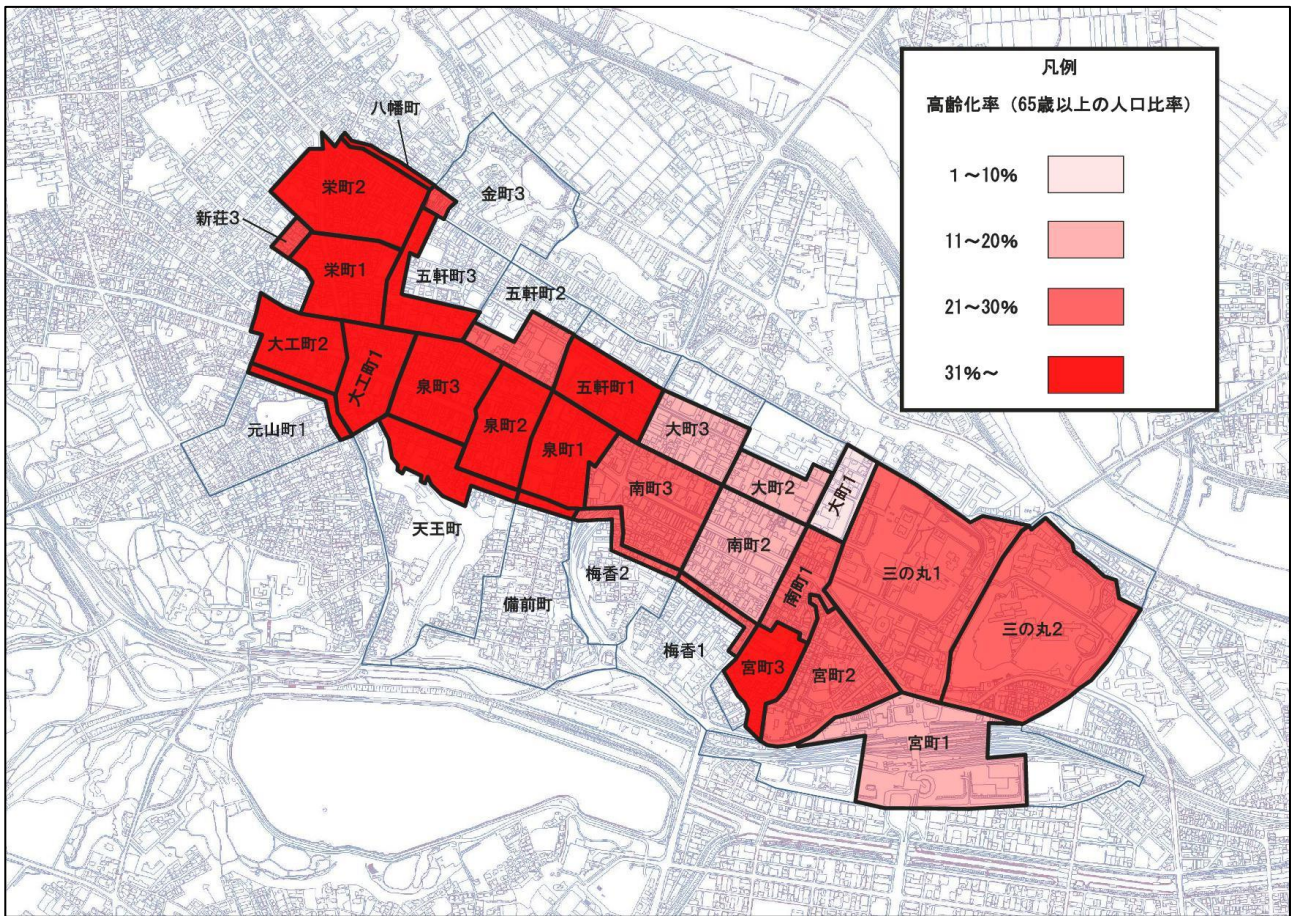 凡例
高齢化率（65歳以上の人口比率）
1～10%
11～20%
21～30%
31%～
八幡町
栄町2
金町3
新荘3
栄町1
五軒町3
五軒町2
大工町2
大工町1
泉町3
五軒町1
元山町1
泉町2
泉町1
大町3
大町2
大町1
南町3
天王町
南町2
梅香2
備前町
南町1
三の丸1
三の丸2
梅香1
宮町3
宮町2
宮町1